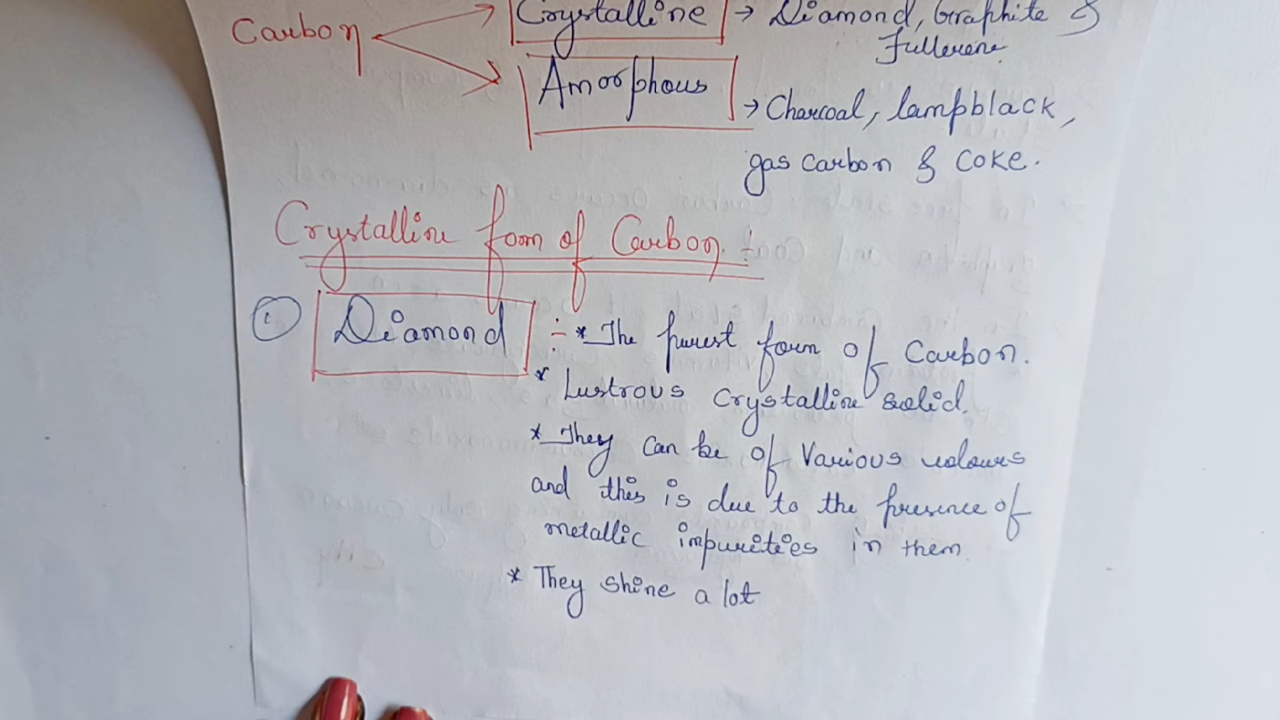 Carbon
Crystalline → Diamond, Graphite &
Fullerene
Amorphous
→ Charcoal, lampblack,
gas carbon & coke.
Crystalline form of Carbon :
① Diamond :- * The purest form of Carbon.
* Lustrous crystalline solid.
* They can be of various colours
and this is due to the presence of
metallic impurities in them
* They shine a lot